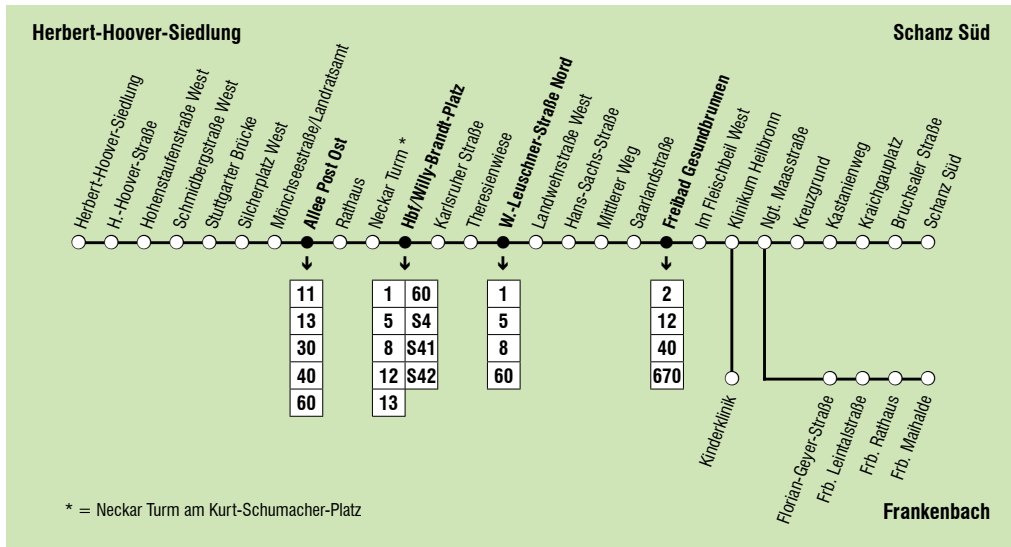 Herbert-Hoover-Siedlung
Schanz Süd
Herbert-Hoover-Siedlung
H.-Hoover-Straße
Hohenstaufenstraße West
Schmidbergstraße West
Stuttgarter Brücke
Silcherplatz West
Mönchseestraße/Landratsamt
Allee Post Ost
Rathaus
Neckar Turm *
Hbf/Willy-Brandt-Platz
Karlsruher Straße
Theresienwiese
W.-Leuschner-Straße Nord
Landwehrstraße West
Hans-Sachs-Straße
Mittlerer Weg
Saarlandstraße
Freibad Gesundbrunnen
Im Fleischbeil West
Klinikum Heilbronn
Ngt. Maasstraße
Kreuzgrund
Kastanienweg
Kraichgauplatz
Bruchsaler Straße
Schanz Süd
11
13
30
40
60
1 60
5 S4
8 S41
12 S42
13
1
5
8
60
2
12
40
670
Kinderklinik
Florian-Geyer-Straße
Frb. Leintalstraße
Frb. Rathaus
Frb. Maihalde
* = Neckar Turm am Kurt-Schumacher-Platz
Frankenbach